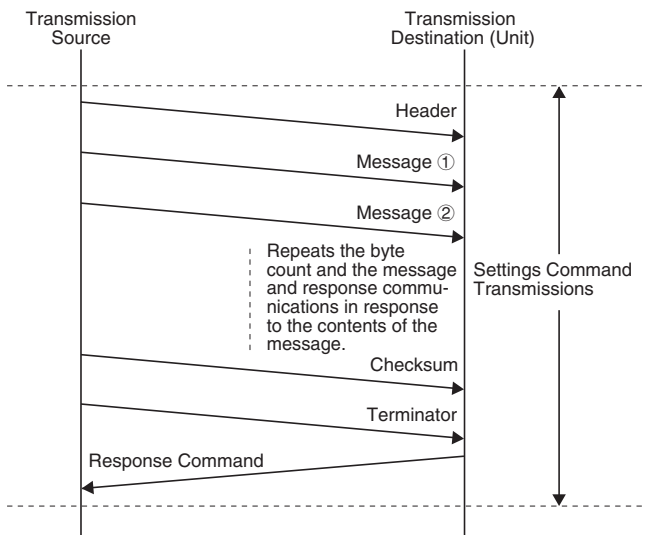 Transmission
Source
Transmission
Destination (Unit)
Header
Message ①
Message ②
Repeats the byte
count and the message
and response commu-
nications in response
to the contents of the
message.
Settings Command
Transmissions
Checksum
Terminator
Response Command